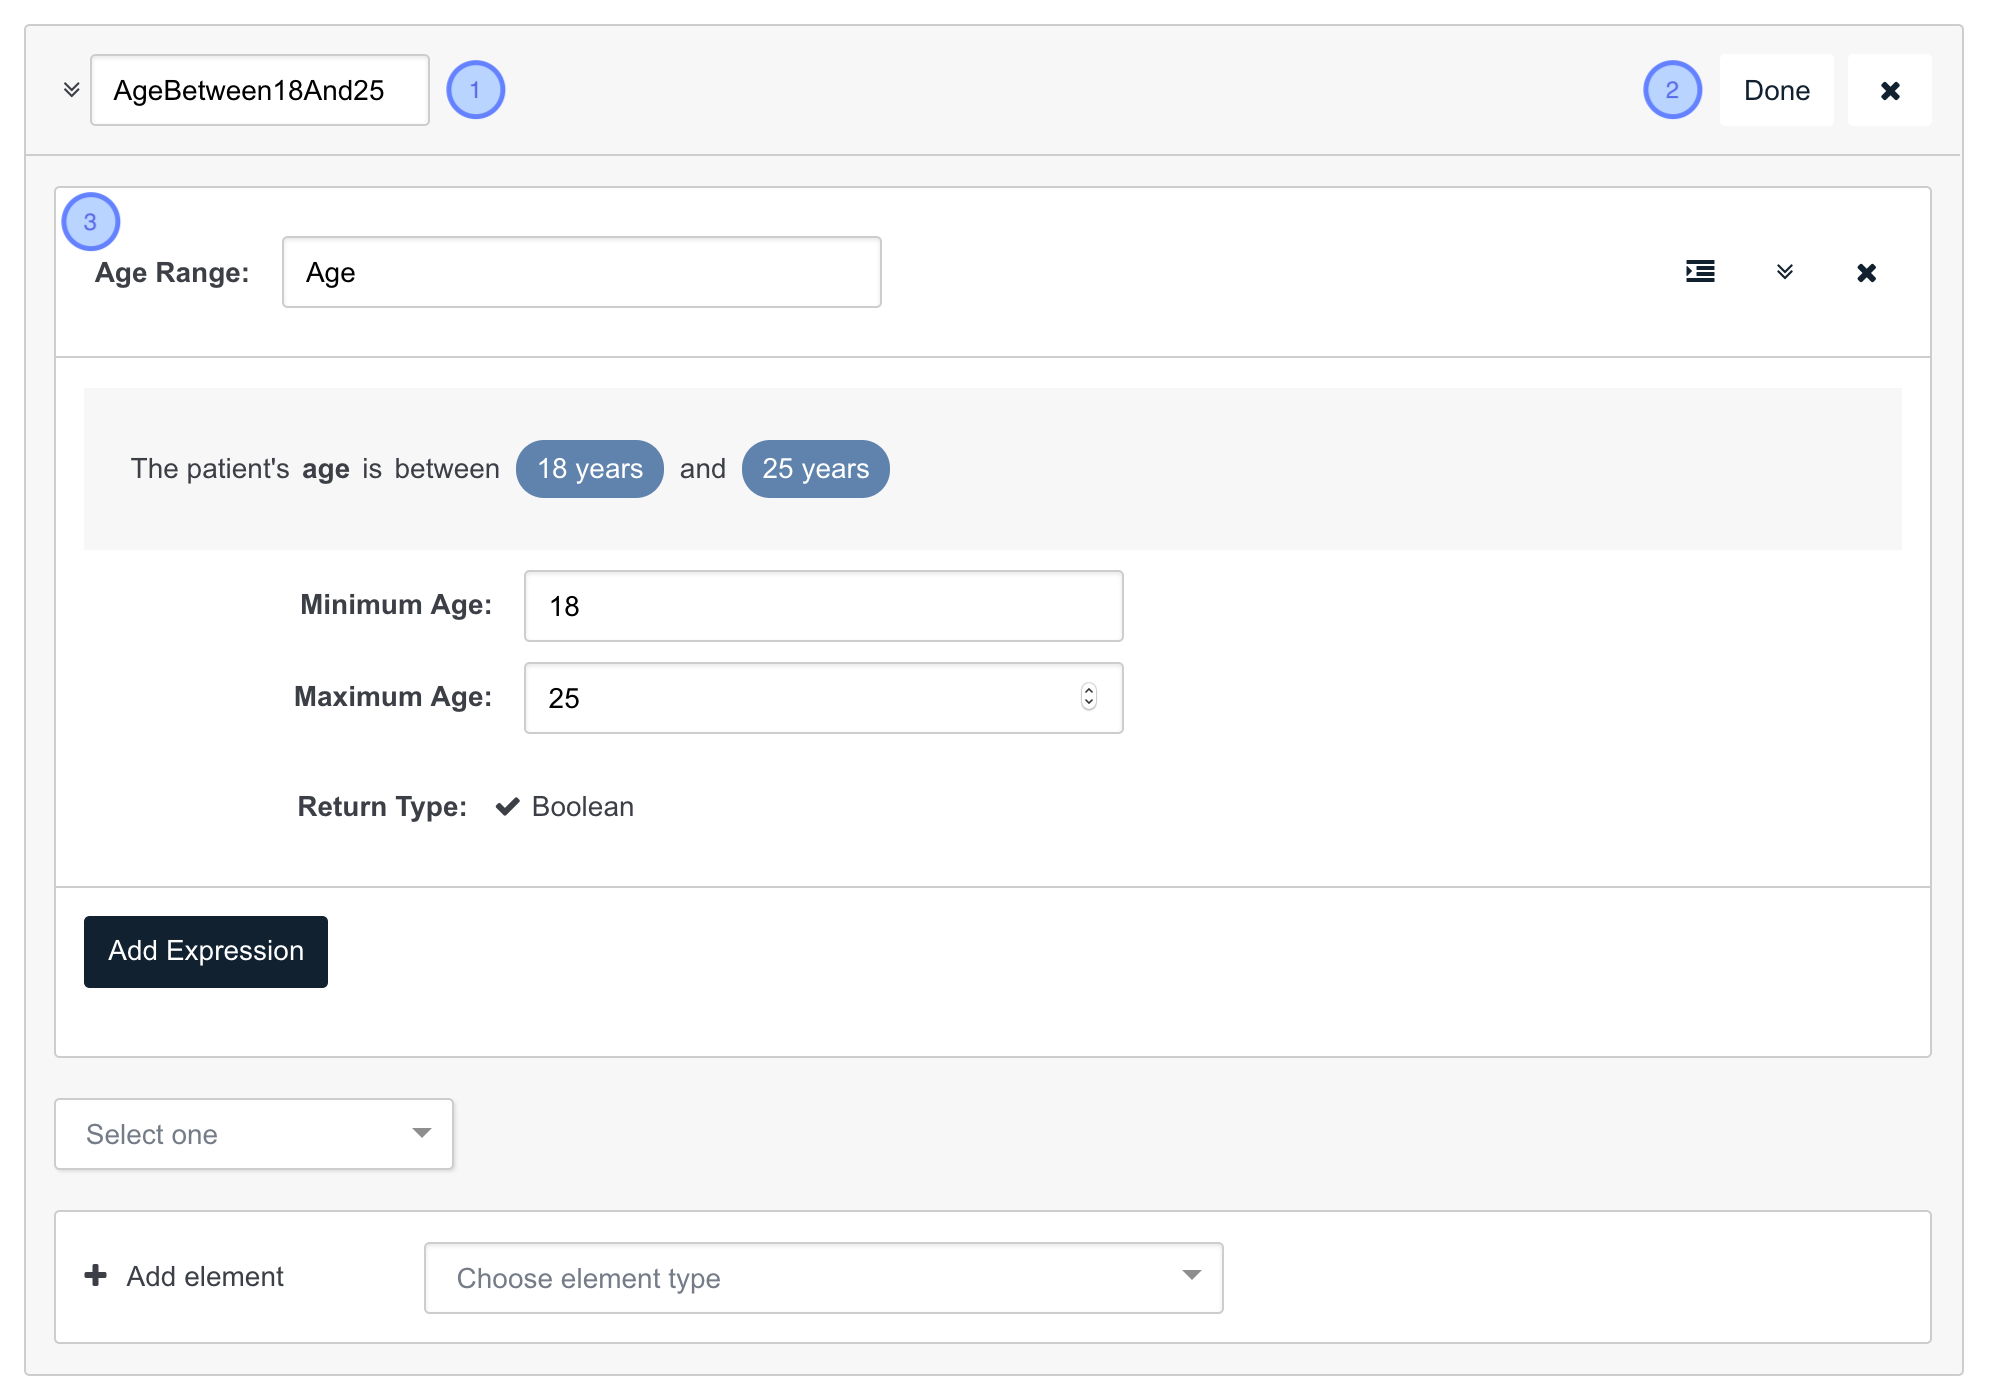 AgeBetween18And25 1 2 Done
3
Age Range: Age
The patient's age is between 18 years and 25 years
Minimum Age: 18
Maximum Age: 25
Return Type: Boolean
Add Expression
Select one
Add element Choose element type